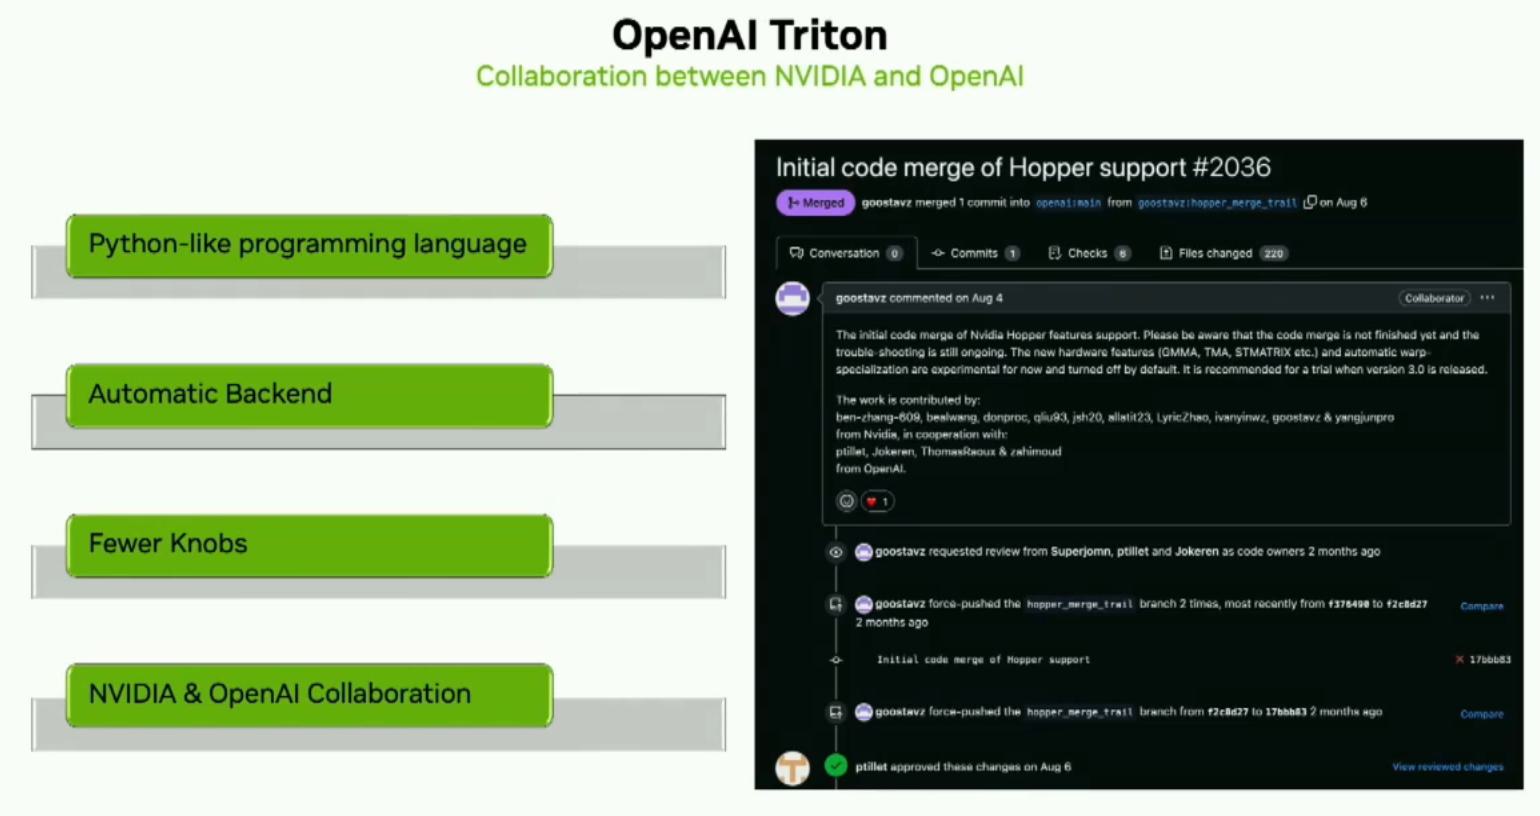 OpenAI Triton
Collaboration between NVIDIA and OpenAI
Python-like programming language
Automatic Backend
Fewer Knobs
NVIDIA & OpenAI Collaboration
Initial code merge of Hopper support #2036
Merged goostavz merged 1 commit into openai:main from goostavz:hopper_merge_trail on Aug 6
Conversation 0 Commits 1 Checks 6 Files changed 220
goostavz commented on Aug 4 Collaborator ...
The initial code merge of Nvidia Hopper features support. Please be aware that the code merge is not finished yet and the
trouble-shooting is still ongoing. The new hardware features (GMMA, TMA, STMATRIX etc.) and automatic warp-
specialization are experimental for now and turned off by default. It is recommended for a trial when version 3.0 is released.
The work is contributed by:
ben-zhang-609, bealwang, donproc, qliu93, jsh20, allatit23, LyricZhao, ivanyinwz, goostavz & yangjunpro
from Nvidia, in cooperation with:
ptillet, Jokeren, ThomasRaoux & zahimoud
from OpenAI.
1
goostavz requested review from Superjomn, ptillet and Jokeren as code owners 2 months ago
goostavz force-pushed the hopper_merge_trail branch 2 times, most recently from f376490 to f2c8d27 Compare
2 months ago
Initial code merge of Hopper support 17bbb83
goostavz force-pushed the hopper_merge_trail branch from f2c8d27 to 17bbb83 2 months ago Compare
ptillet approved these changes on Aug 6 View reviewed changes